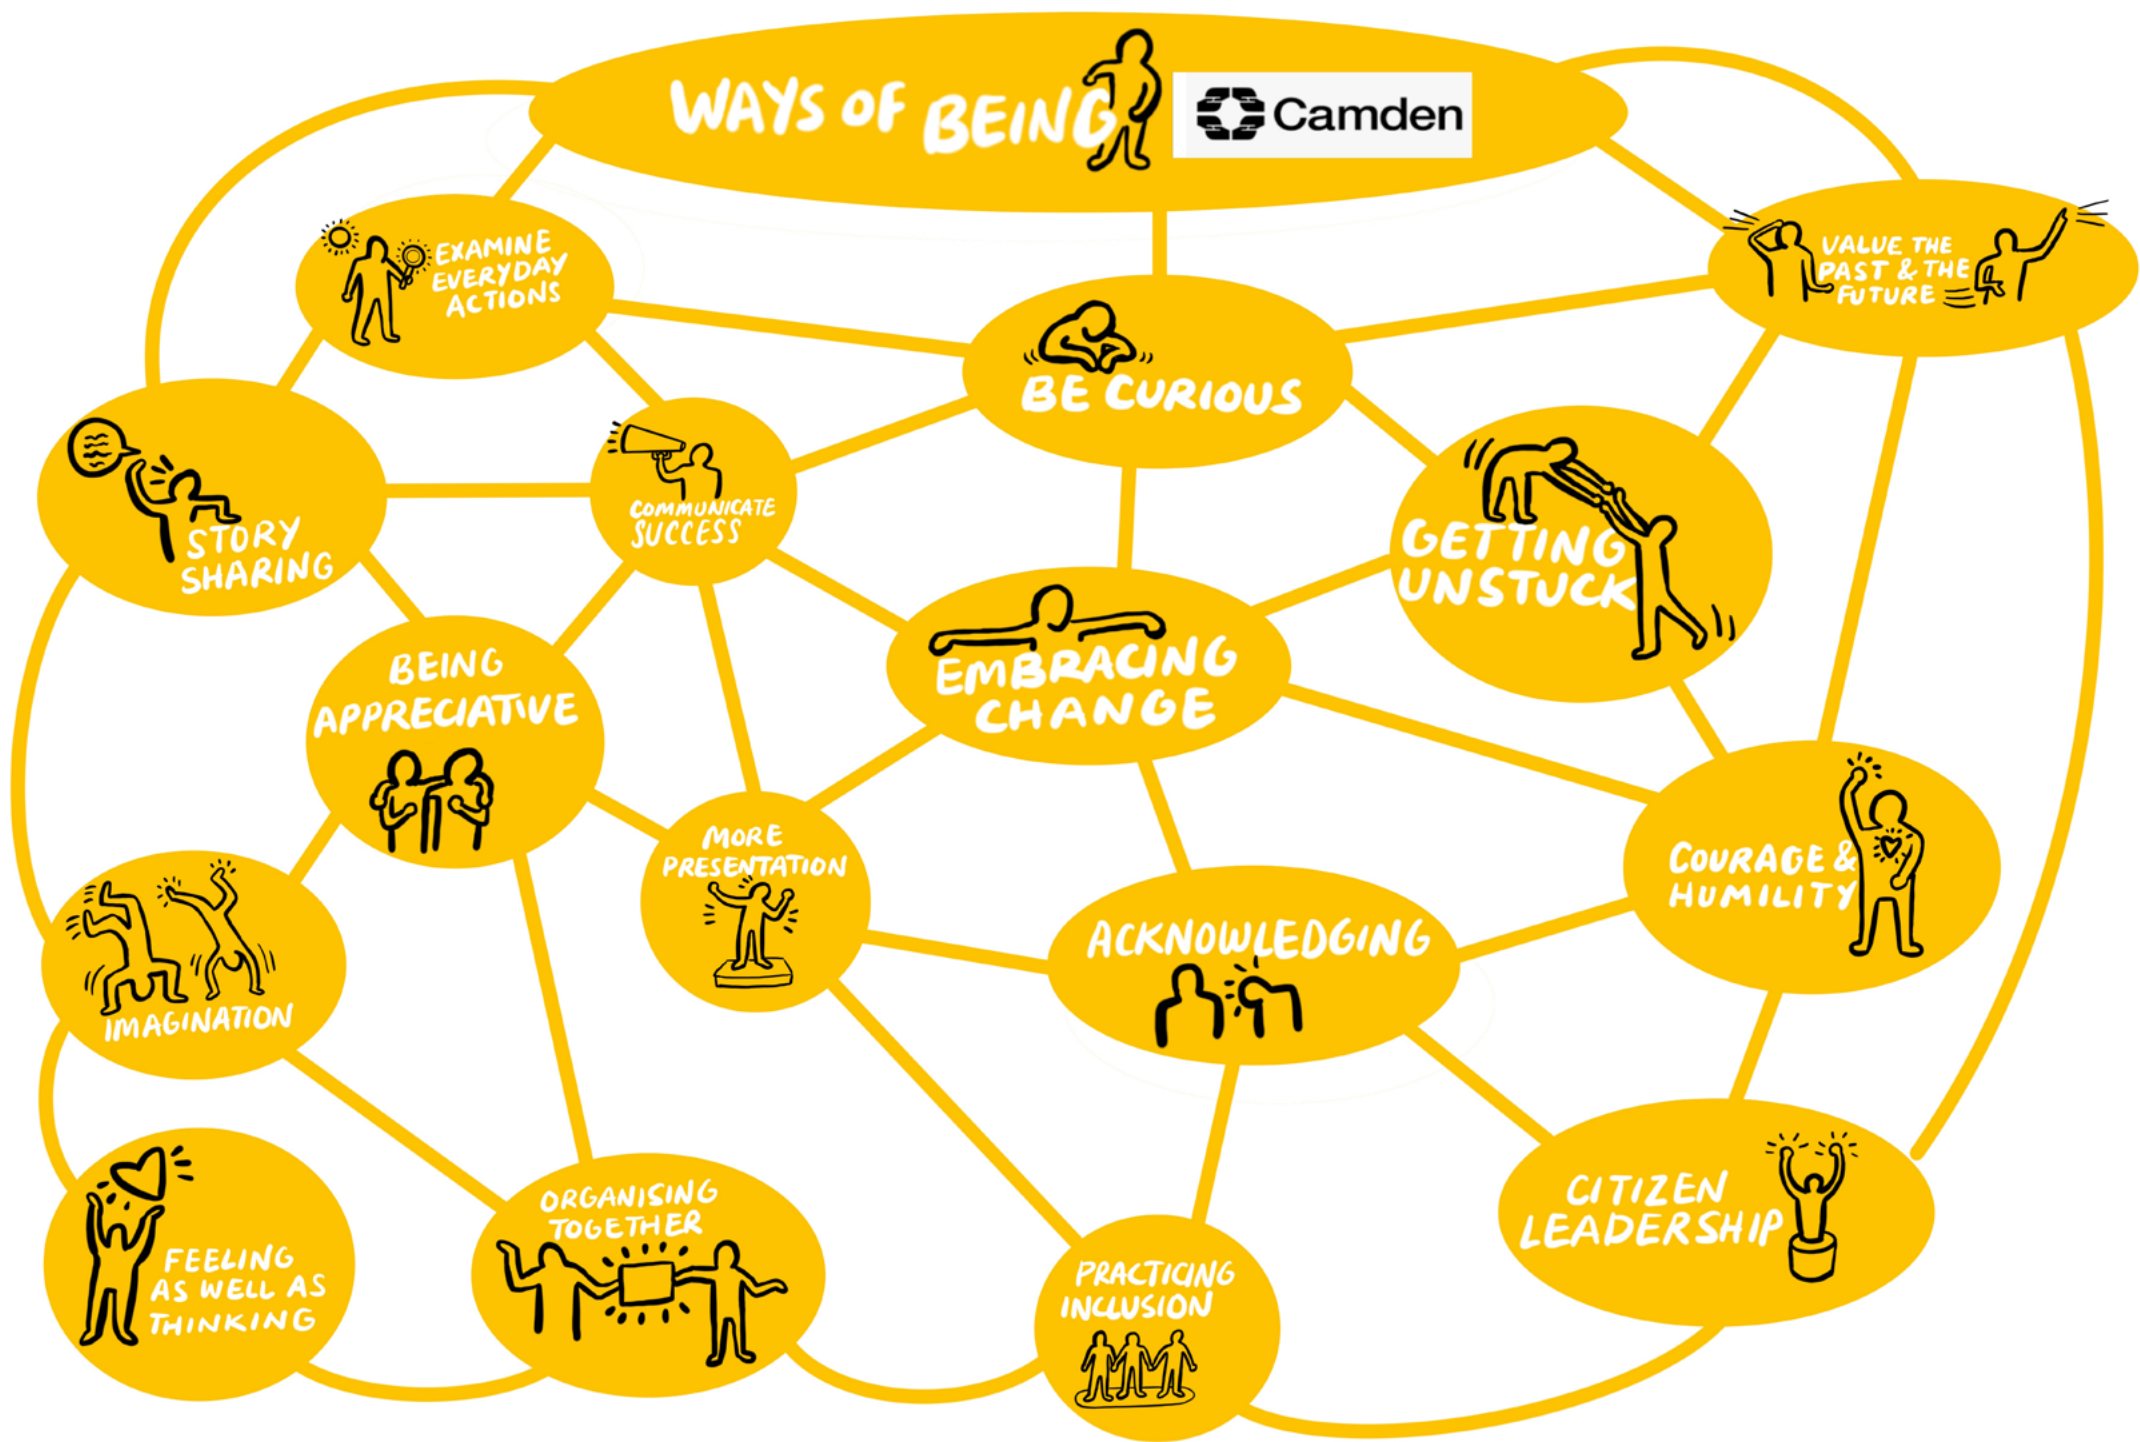 WAYS OF BEING
Camden
EXAMINE
EVERYDAY
ACTIONS
VALUE THE
PAST & THE
FUTURE
BE CURIOUS
STORY
SHARING
COMMUNICATE
SUCCESS
GETTING
UNSTUCK
BEING
APPRECIATIVE
EMBRACING
CHANGE
MORE
PRESENTATION
COURAGE &
HUMILITY
ACKNOWLEDGING
IMAGINATION
CITIZEN
LEADERSHIP
ORGANISING
TOGETHER
FEELING
AS WELL AS
THINKING
PRACTICING
INCLUSION